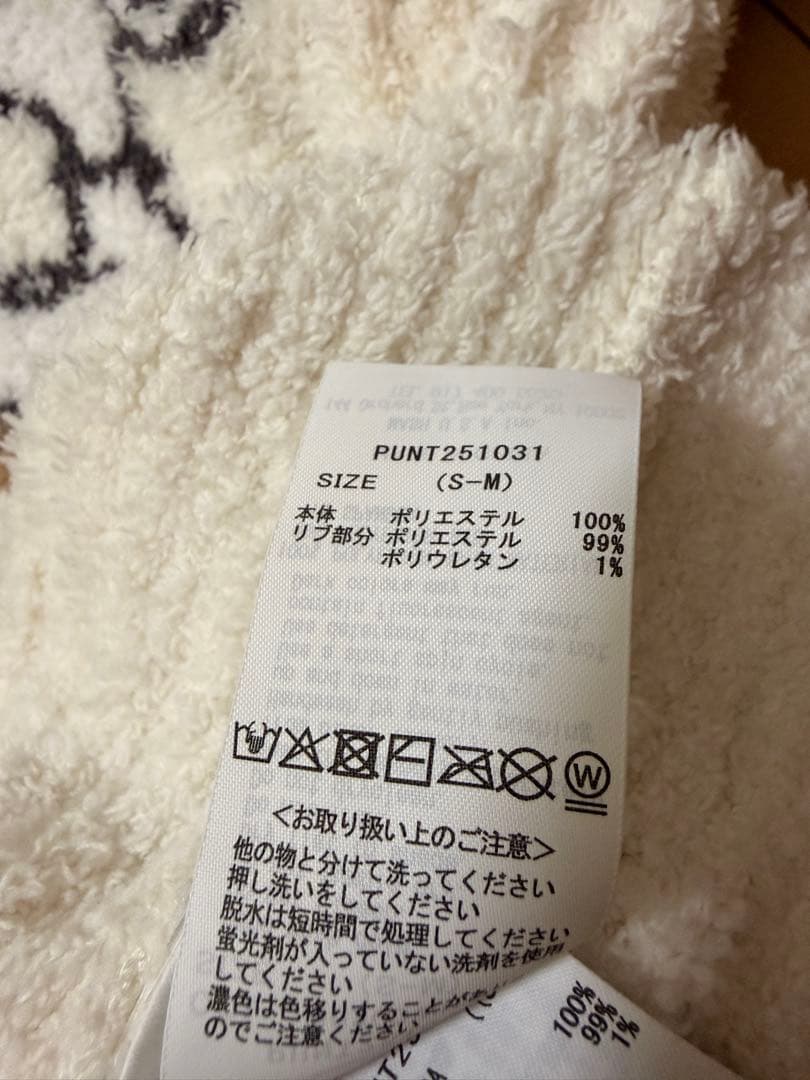 PUNT251031
SIZE (S-M)
本体 ポリエステル 100%
リブ部分 ポリエステル 99%
ポリウレタン 1%
W
<お取り扱い上のご注意>
他の物と分けて洗ってください
押し洗いをしてください
脱水は短時間で処理してください
蛍光剤が入っていない洗剤を使用
してください
濃色は色移りすることが
のでご注意ください
100%
99%
1%